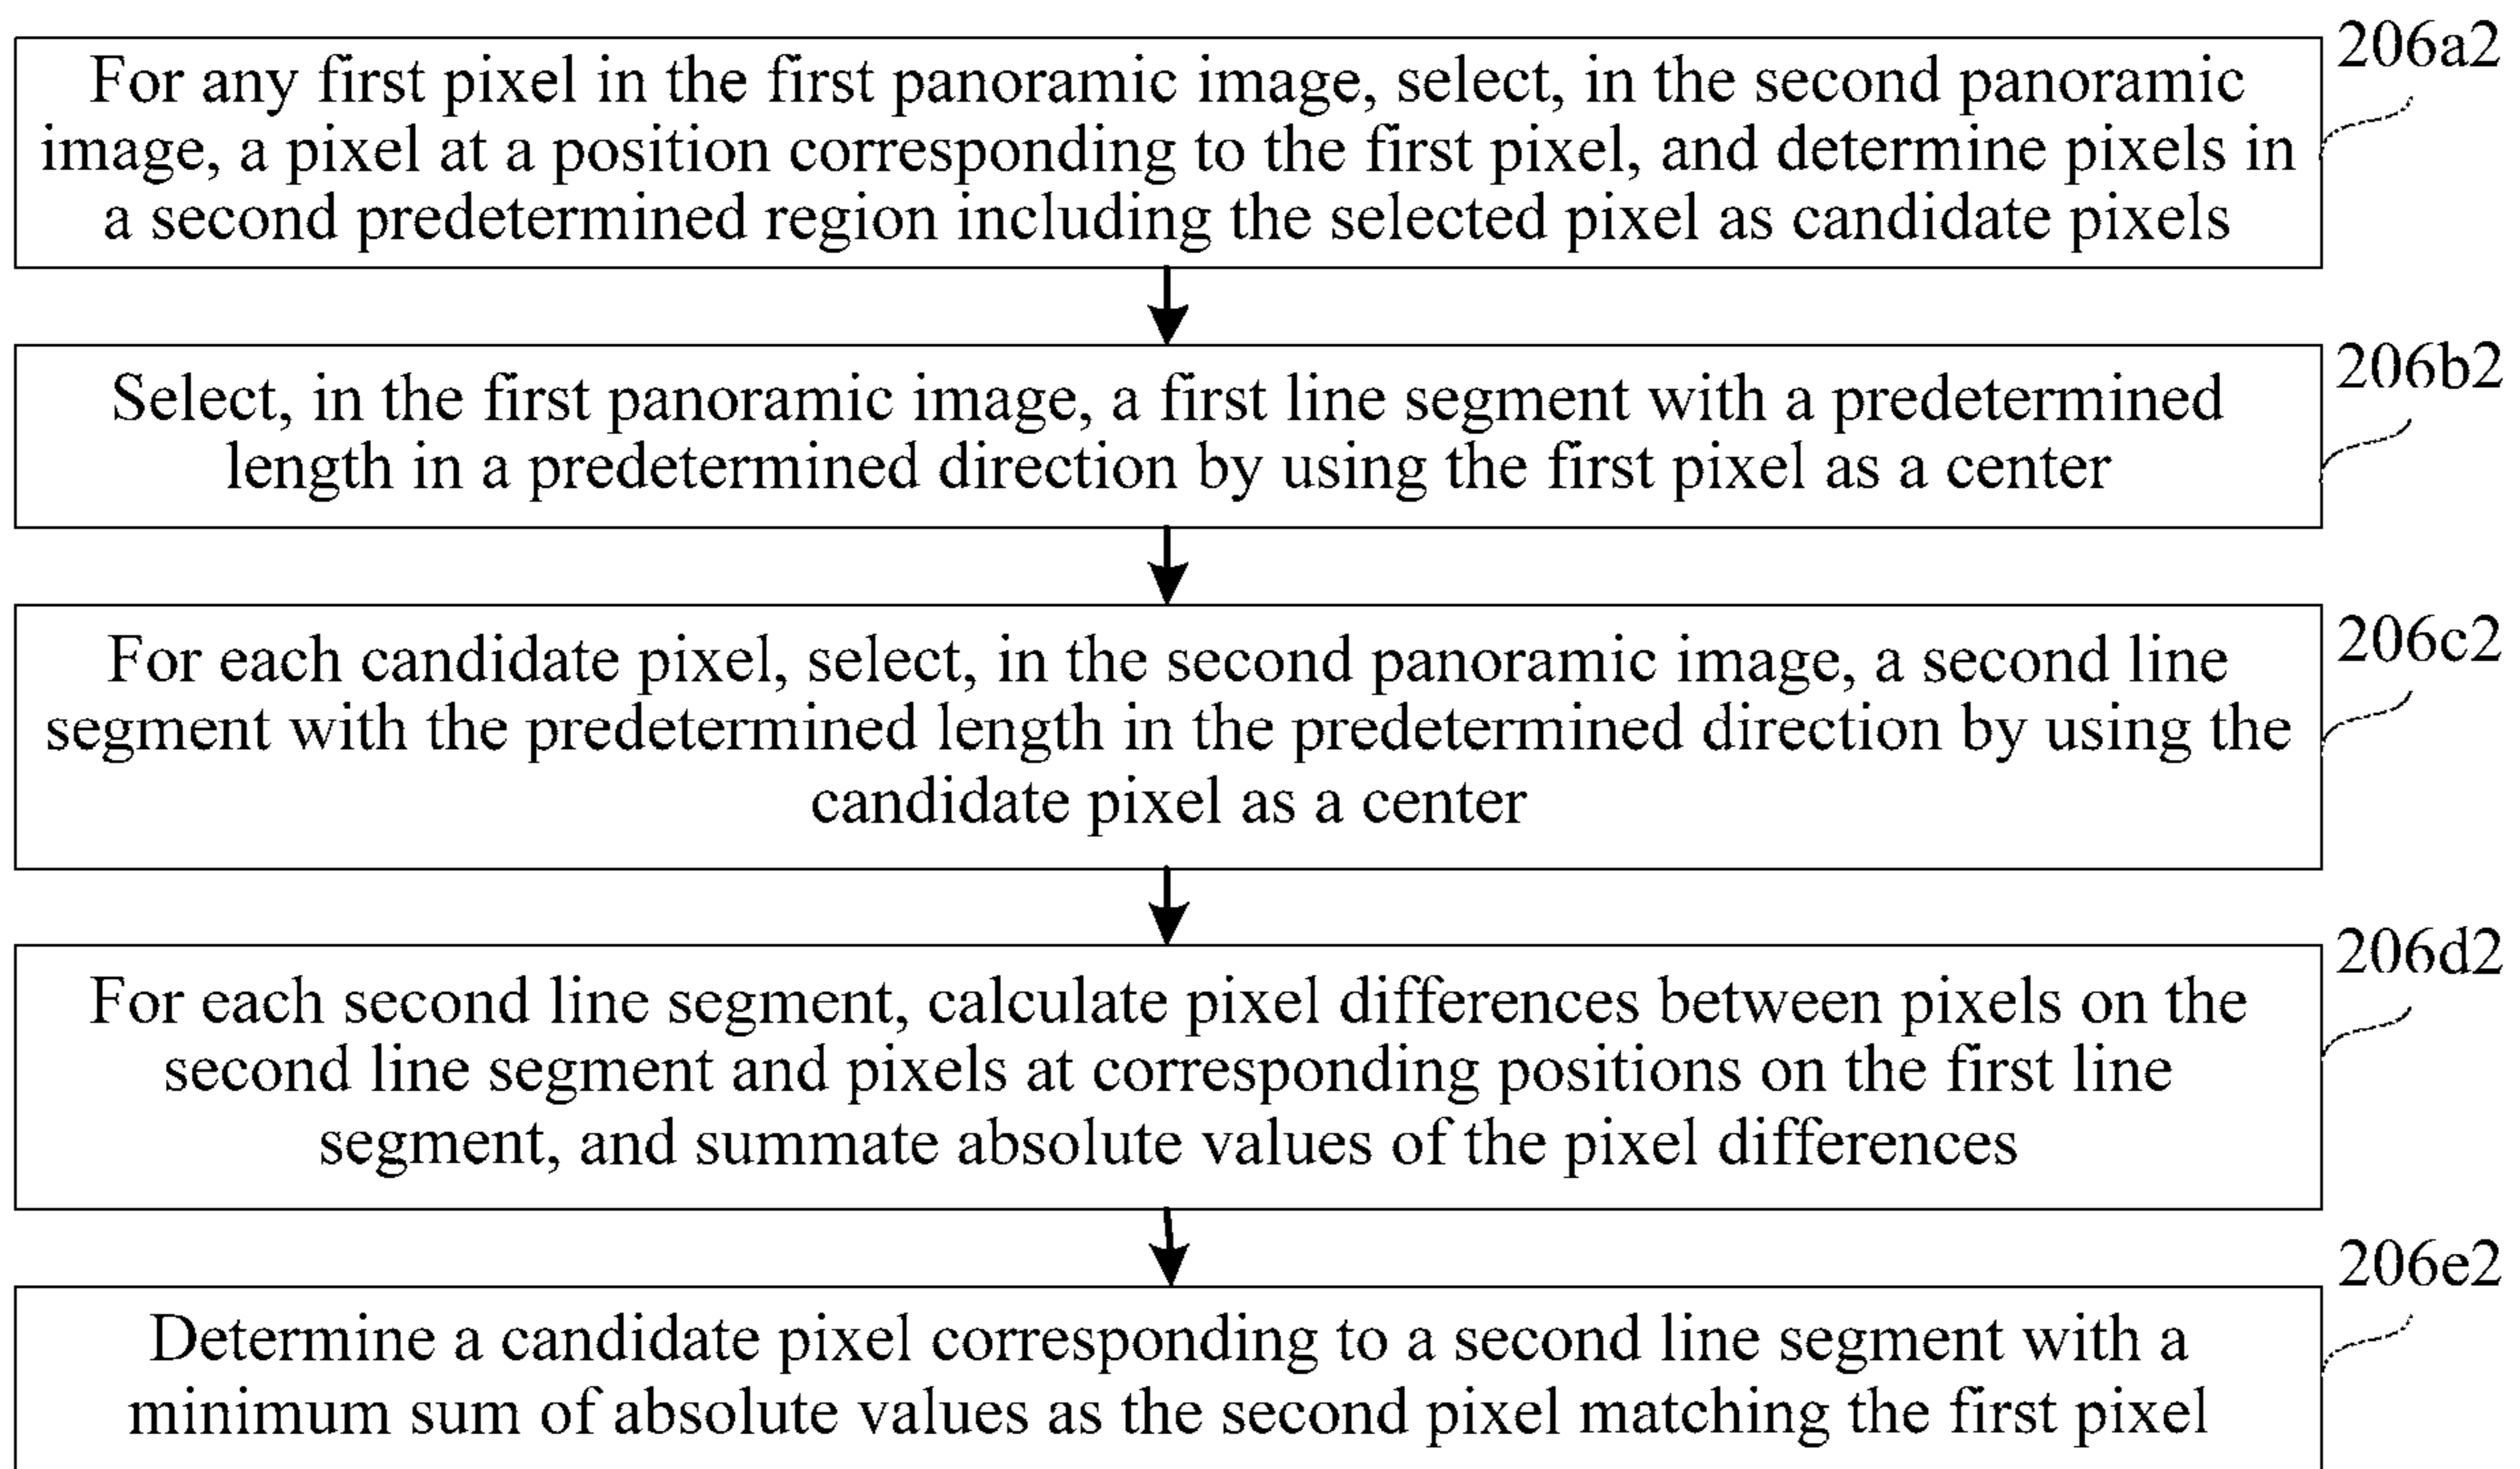 206a2
For any first pixel in the first panoramic image, select, in the second panoramic
image, a pixel at a position corresponding to the first pixel, and determine pixels in
a second predetermined region including the selected pixel as candidate pixels
206b2
Select, in the first panoramic image, a first line segment with a predetermined
length in a predetermined direction by using the first pixel as a center
206c2
For each candidate pixel, select, in the second panoramic image, a second line
segment with the predetermined length in the predetermined direction by using the
candidate pixel as a center
206d2
For each second line segment, calculate pixel differences between pixels on the
second line segment and pixels at corresponding positions on the first line
segment, and summate absolute values of the pixel differences
206e2
Determine a candidate pixel corresponding to a second line segment with a
minimum sum of absolute values as the second pixel matching the first pixel